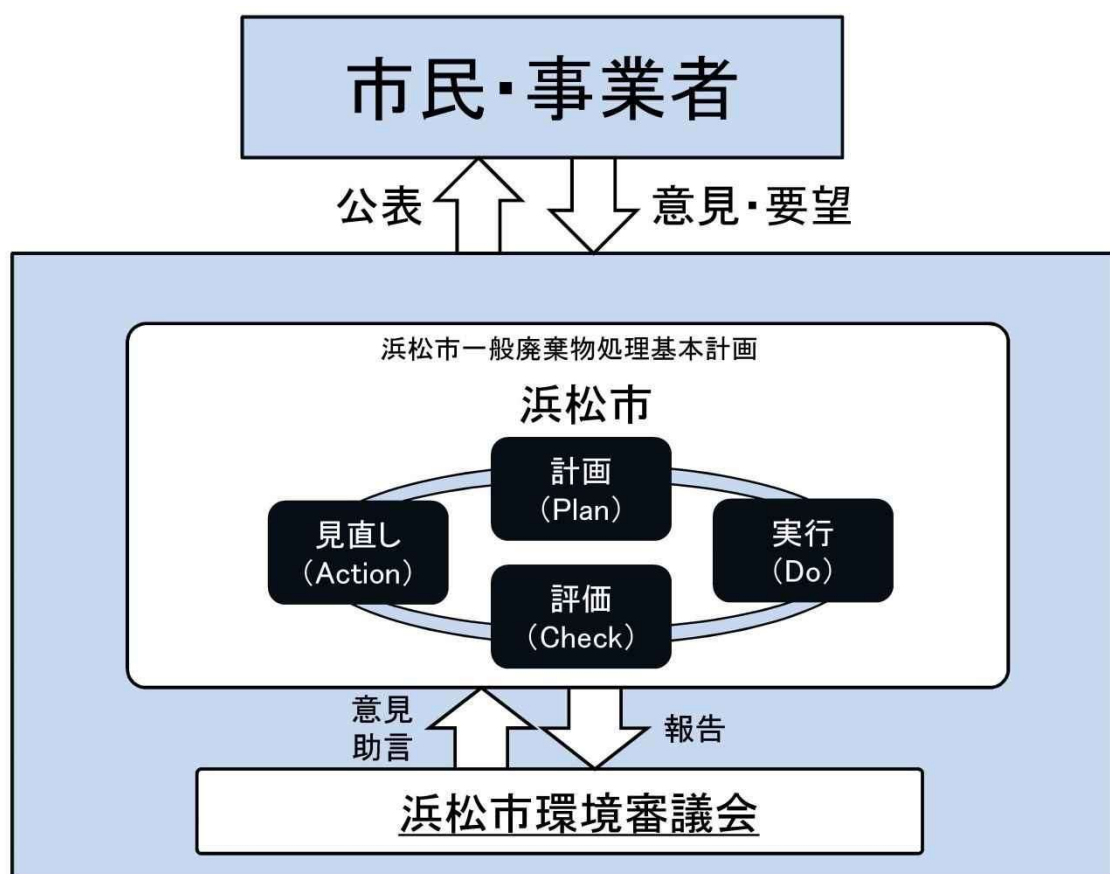 市民・事業者
公表
意見・要望
浜松市一般廃棄物処理基本計画
浜松市
計画
（Plan）
見直し
（Action）
実行
（Do）
評価
（Check）
意見
助言
報告
浜松市環境審議会